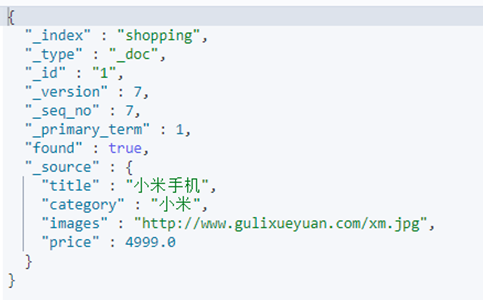 {
"_index" : "shopping",
"_type" : "_doc",
"_id" : "1",
"_version" : 7,
"_seq_no" : 7,
"_primary_term" : 1,
"found" : true,
"_source" : {
"title" : "小米手机",
"category" : "小米",
"images" : "http://www.gulixueyuan.com/xm.jpg",
"price" : 4999.0
}
}